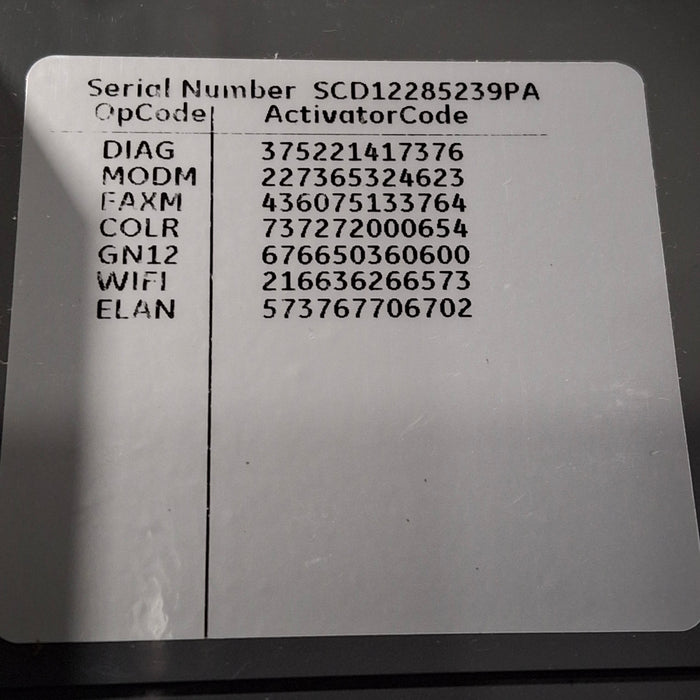 Serial Number SCD12285239PA
OpCode ActivatorCode
DIAG 375221417376
MODM 227365324623
FAXM 436075133764
COLR 737272000654
GN12 676650360600
WIFI 216636266573
ELAN 573767706702